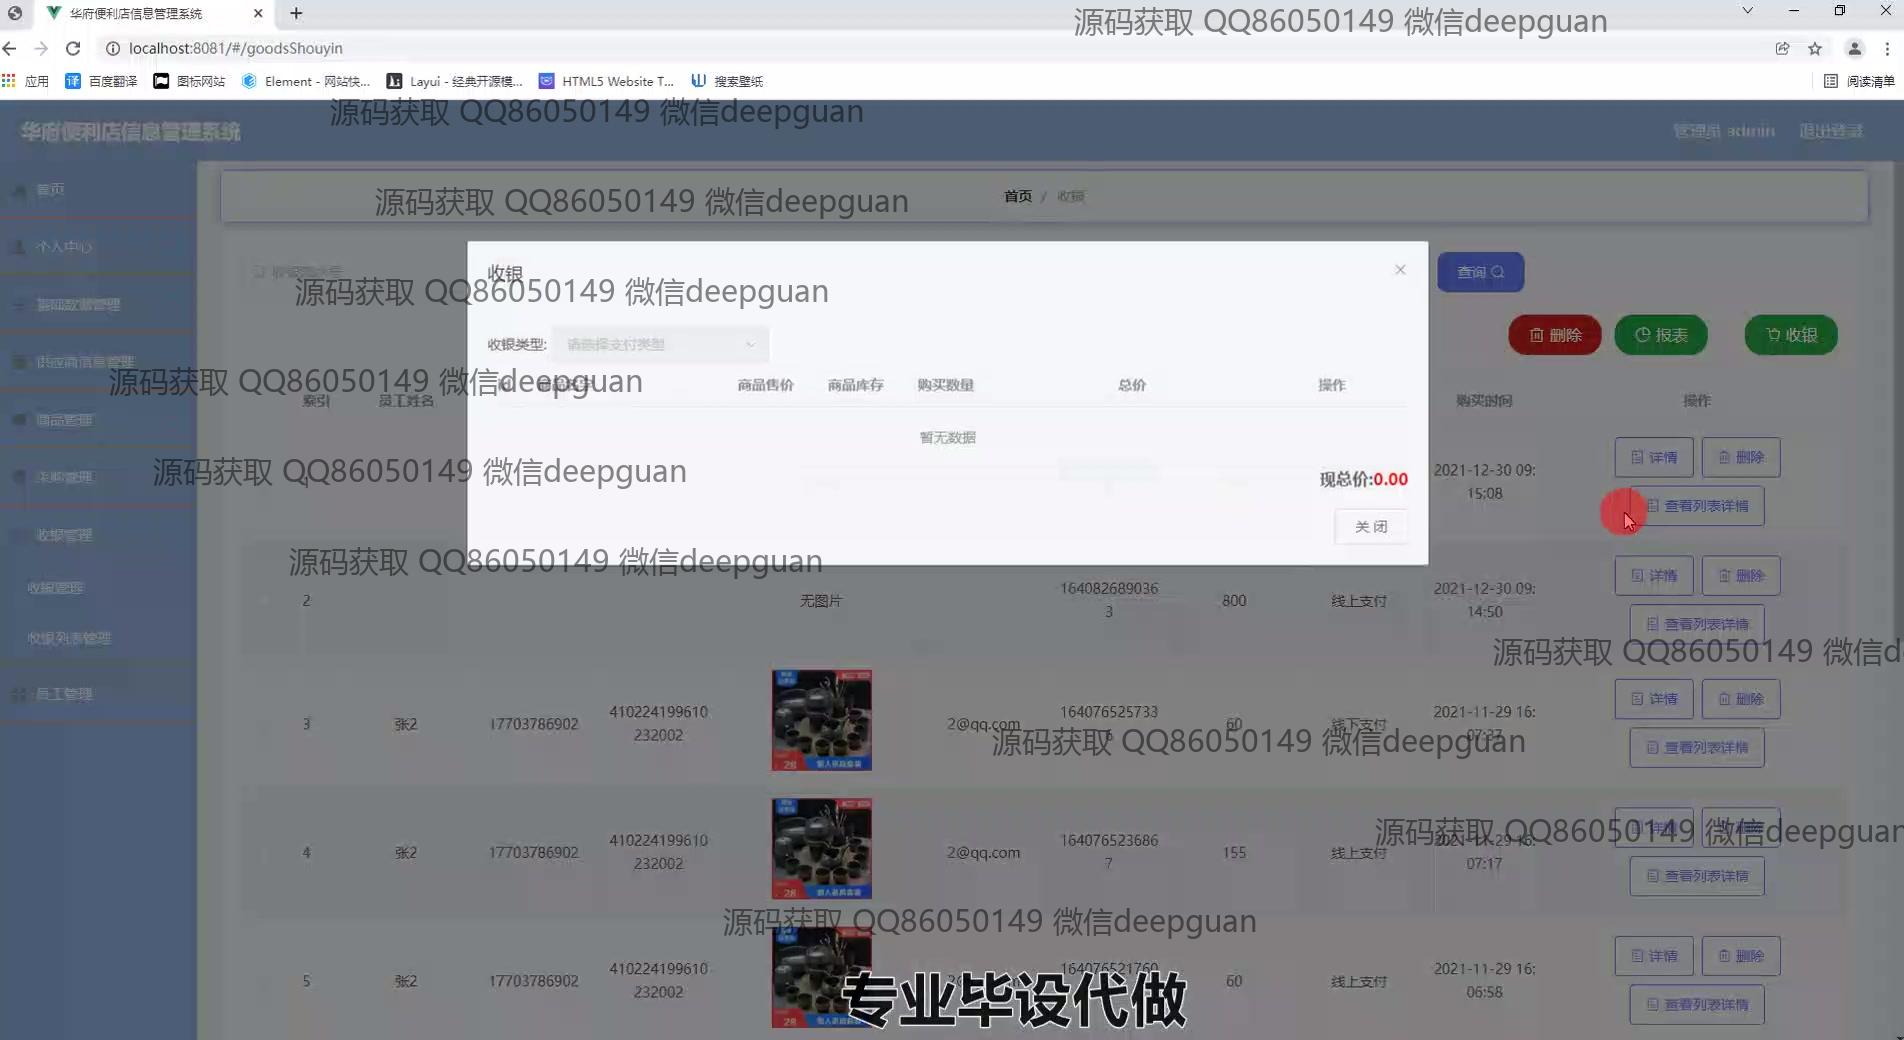 华府便利店信息管理系统
源码获取 QQ86050149 微信deepguan
localhost:8081/#/goodsShouyin
应用 百度翻译 图标网站 Element - 网站快... Layui - 经典开源模... HTML5 Website T... 搜索壁纸 阅读清单
源码获取 QQ86050149 微信deepguan
华府便利店信息管理系统 管理员 admin 退出登录
首页
首页 / 收银
源码获取 QQ86050149 微信deepguan
个人中心
收银 查询
源码获取 QQ86050149 微信deepguan
基础数据管理
删除 报表 收银
收银类型: 请选择支付类型
供应商信息管理
源码获取 QQ86050149 微信deepguan
商品售价 商品库存 购买数量 总价 操作
索引 员工姓名 购买时间 操作
商品管理
暂无数据
详情 删除
源码获取 QQ86050149 微信deepguan
采购管理
现总价:0.00
2021-12-30 09:
15:08
查看列表详情
关 闭
收银管理
源码获取 QQ86050149 微信deepguan
收银管理
2 无图片 164082689036
3 800 线上支付 2021-12-30 09:
14:50 详情 删除
查看列表详情
收银列表管理
源码获取 QQ86050149 微信d
员工管理
3 张2 17703786902 410224199610
232002 2@qq.com 164076525733
60 线下支付 2021-11-29 16:
详情 删除
查看列表详情
源码获取 QQ86050149 微信deepguan
4 张2 17703786902 410224199610
232002 2@qq.com 164076523686
7 155 线上支付 2021-11-29 16:
07:17
源码获取 QQ86050149 微信deepguan
查看列表详情
源码获取 QQ86050149 微信deepguan
5 张2 17703786902 410224199610
232002 164076521760
60 线上支付 2021-11-29 16:
06:58 详情 删除
查看列表详情
专业毕设代做